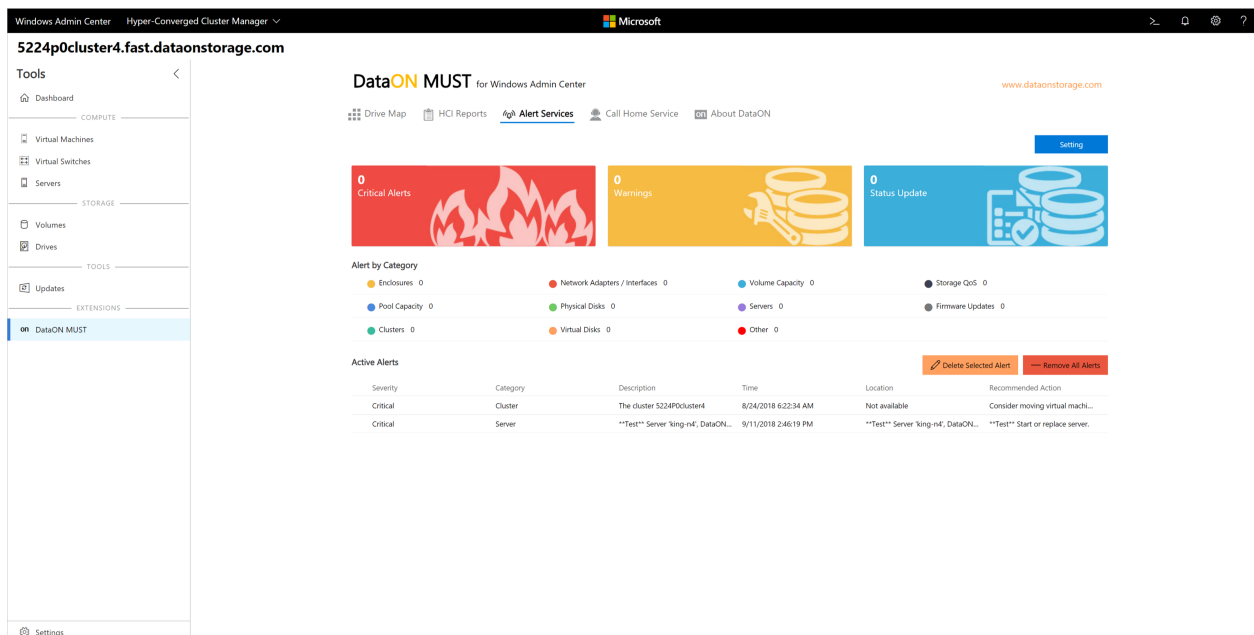 Windows Admin Center Hyper-Converged Cluster Manager Microsoft
5224p0cluster4.fast.dataonstorage.com
Tools
Dashboard
COMPUTE
Virtual Machines
Virtual Switches
Servers
STORAGE
Volumes
Drives
TOOLS
Updates
EXTENSIONS
on DataON MUST
Settings
DataON MUST for Windows Admin Center
www.dataonstorage.com
Drive Map HCI Reports Alert Services Call Home Service on About DataON
Setting
0
Critical Alerts
0
Warnings
0
Status Update
Alert by Category
Enclosures 0 Network Adapters / Interfaces 0 Volume Capacity 0 Storage QoS 0
Pool Capacity 0 Physical Disks 0 Servers 0 Firmware Updates 0
Clusters 0 Virtual Disks 0 Other 0
Active Alerts Delete Selected Alert Remove All Alerts
Severity Category Description Time Location Recommended Action
Critical Cluster The cluster 5224P0cluster4 8/24/2018 6:22:34 AM Not available Consider moving virtual machi...
Critical Server **Test** Server 'king-n4', DataON... 9/11/2018 2:46:19 PM **Test** Server 'king-n4', DataON... **Test** Start or replace server.